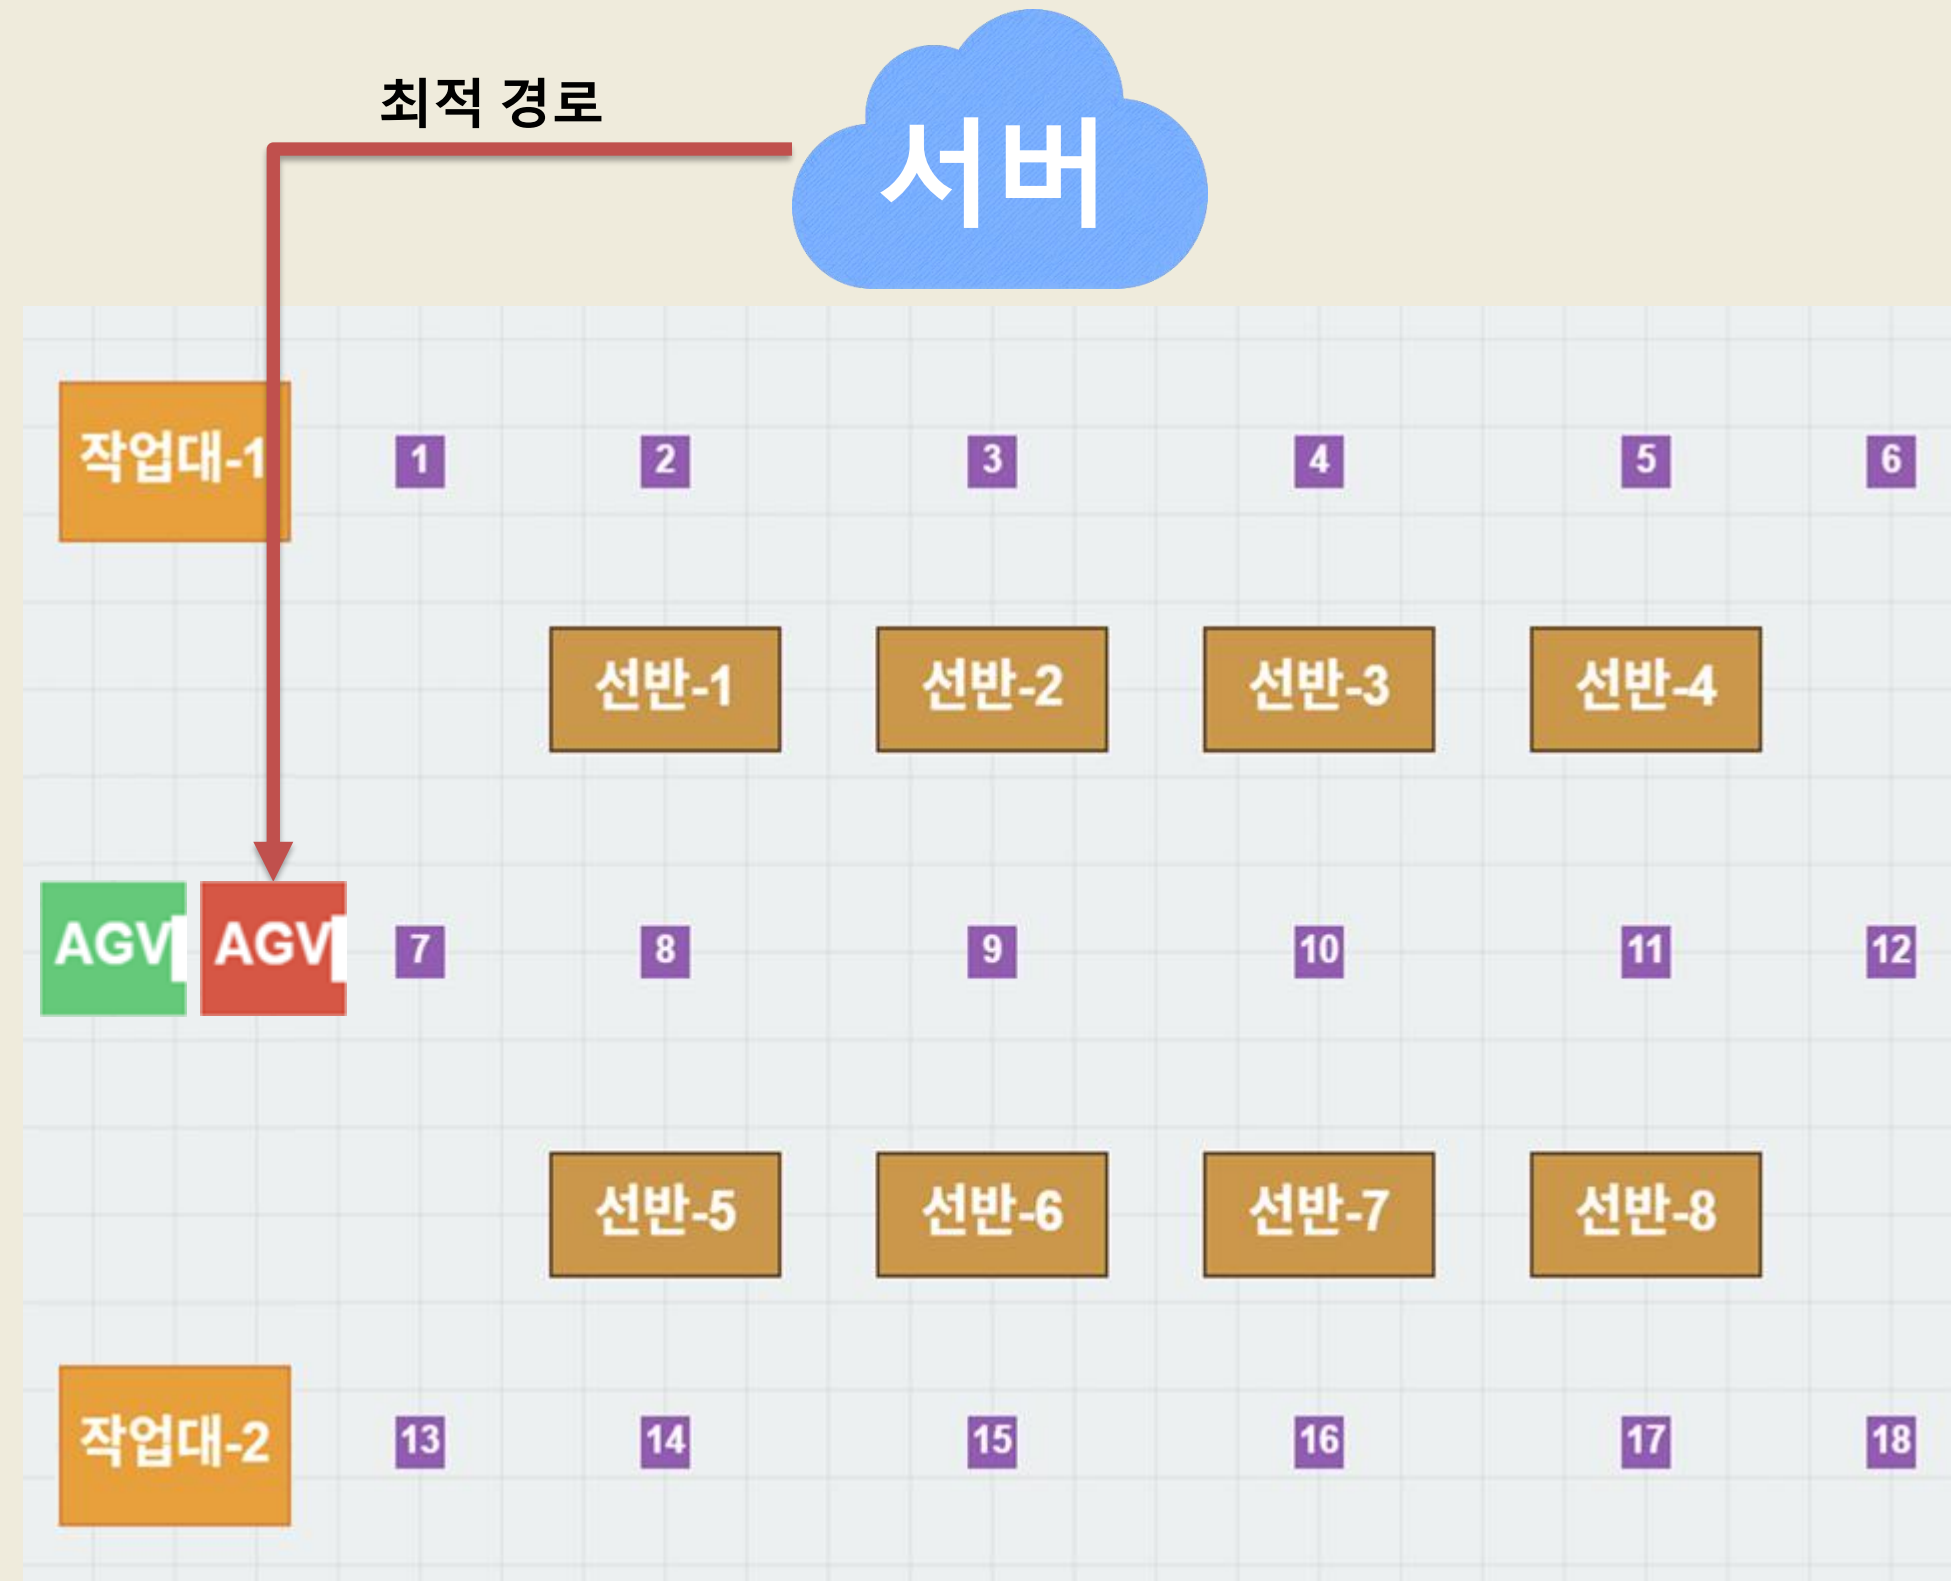 최적 경로
서버
작업대-1 1 2 3 4 5 6
선반-1 선반-2 선반-3 선반-4
AGV AGV 7 8 9 10 11 12
선반-5 선반-6 선반-7 선반-8
작업대-2 13 14 15 16 17 18